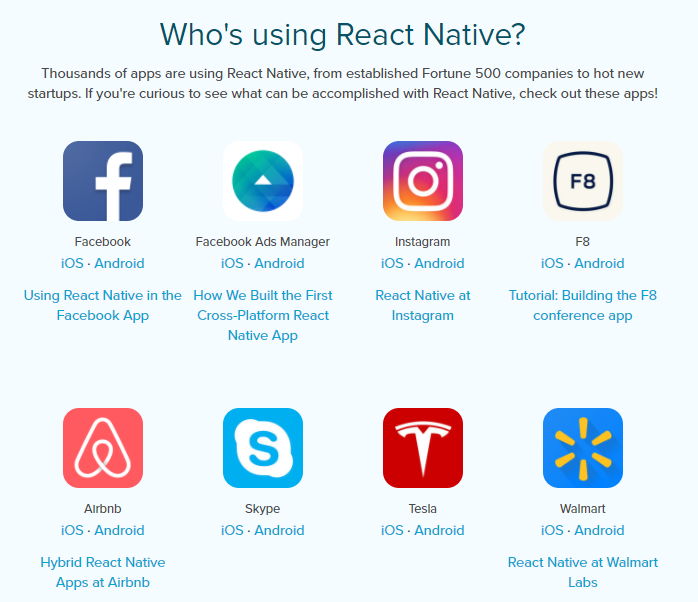 Who's using React Native?
Thousands of apps are using React Native, from established Fortune 500 companies to hot new
startups. If you're curious to see what can be accomplished with React Native, check out these apps!
f
F8
Facebook
iOS · Android
Using React Native in the
Facebook App
Facebook Ads Manager
iOS · Android
How We Built the First
Cross-Platform React
Native App
Instagram
iOS · Android
React Native at
Instagram
F8
iOS · Android
Tutorial: Building the F8
conference app
S
T
Airbnb
iOS · Android
Hybrid React Native
Apps at Airbnb
Skype
iOS · Android
Tesla
iOS · Android
Walmart
iOS · Android
React Native at Walmart
Labs